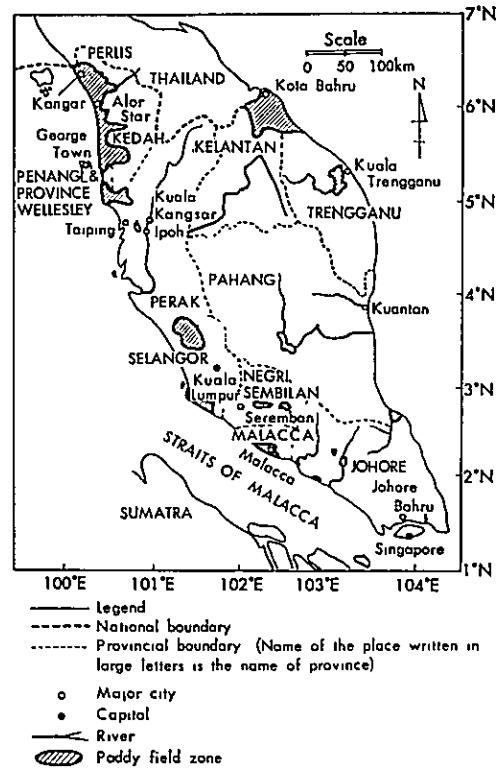 7°N
Scale
0 50 100km
N
PERLIS
THAILAND
Kangar
Alor
Star
KEDAH
Kota Bahru
6°N
George
Town
KELANTAN
PENANG &
PROVINCE
WELLESLEY
Kuala
Trengganu
TRENGGANU
Kuala
Kangsar
Taiping
Ipoh
5°N
PAHANG
PERAK
Kuantan
4°N
SELANGOR
Kuala
Lumpur
NEGRI
SEMBILAN
Seremban
3°N
MALACCA
Malacca
STRAITS OF MALACCA
JOHORE
2°N
Johore
Bahru
SUMATRA
Singapore
1°N
100°E 101°E 102°E 103°E 104°E
Legend
National boundary
Provincial boundary (Name of the place written in
large letters is the name of province)
Major city
Capital
River
Paddy field zone